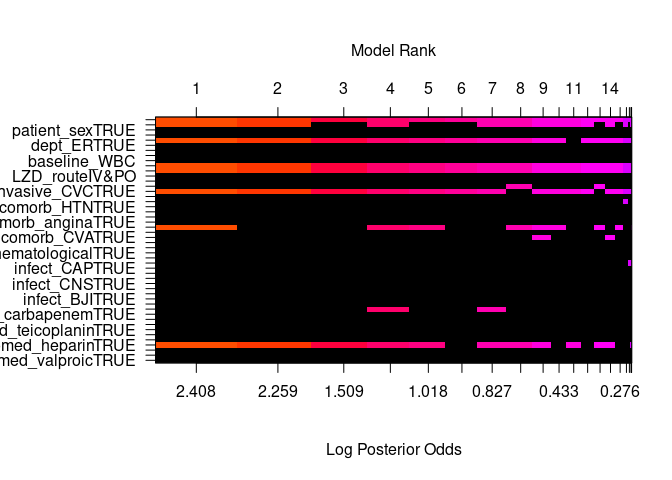 Model Rank
1 2 3 4 5 6 7 8 9 11 14
patient_sexTRUE
dept_ERTRUE
baseline_WBC
LZD_routeIV&PO
nvasive_CVCTRUE
comorb_HTNTRUE
morb_anginaTRUE
comorb_CVATRUE
nematologicalTRUE
infect_CAPTRUE
infect_CNSTRUE
infect_BJITRUE
_carbapenemTRUE
d_teicoplaninTRUE
med_heparinTRUE
med_valproicTRUE
2.408 2.259 1.509 1.018 0.827 0.433 0.276
Log Posterior Odds